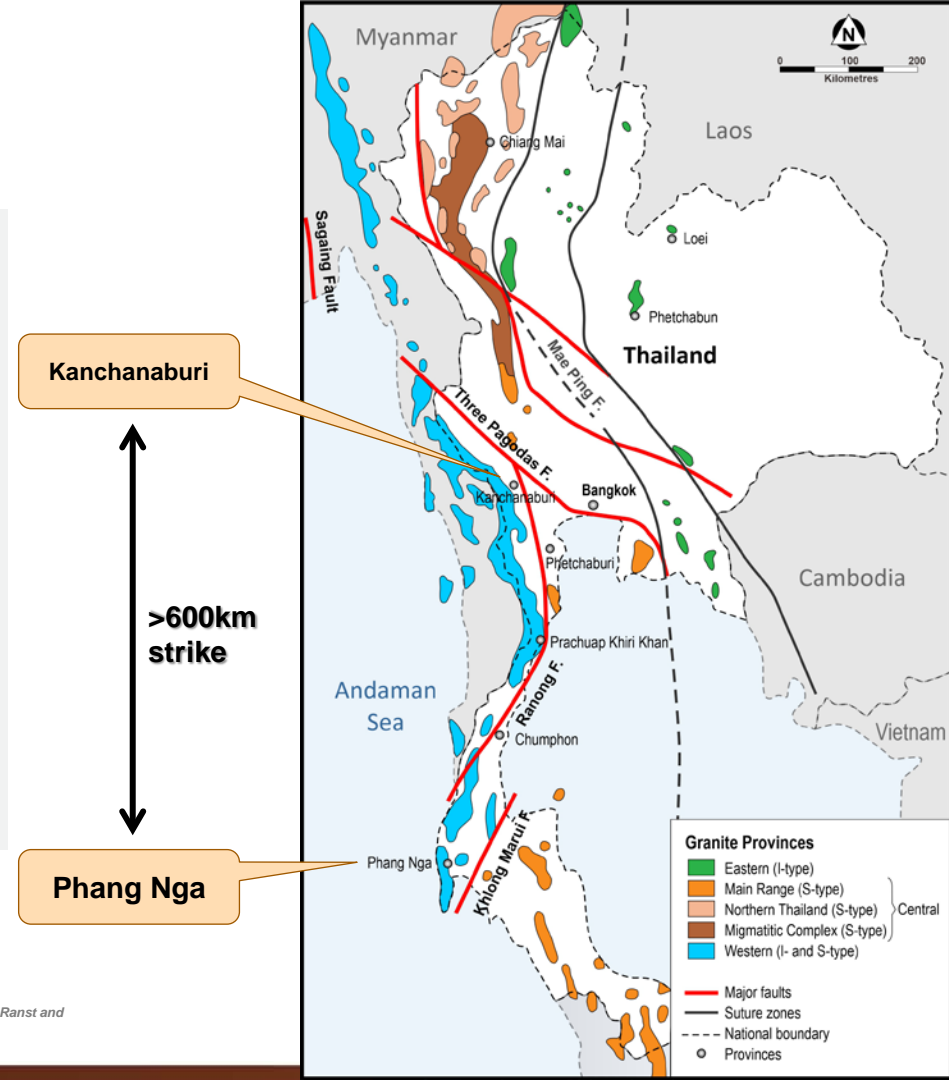 Myanmar
N
0 100 200
Kilometres
Chiang Mai
Laos
Sagaing Fault
Loei
Phetchabun
Kanchanaburi
Mae Ping F.
Thailand
Three Pagodas F.
Kanchanaburi
Bangkok
Phetchaburi
Cambodia
>600km
strike
Prachuap Khiri Khan
Andaman
Sea
Ranong F.
Vietnam
Chumphon
Khlong Marui F.
Phang Nga
Phang Nga
Granite Provinces
Eastern (I-type)
Main Range (S-type)
Northern Thailand (S-type)
Central
Migmatitic Complex (S-type)
Western (I- and S-type)
Major faults
Suture zones
National boundary
Provinces
Ranst and